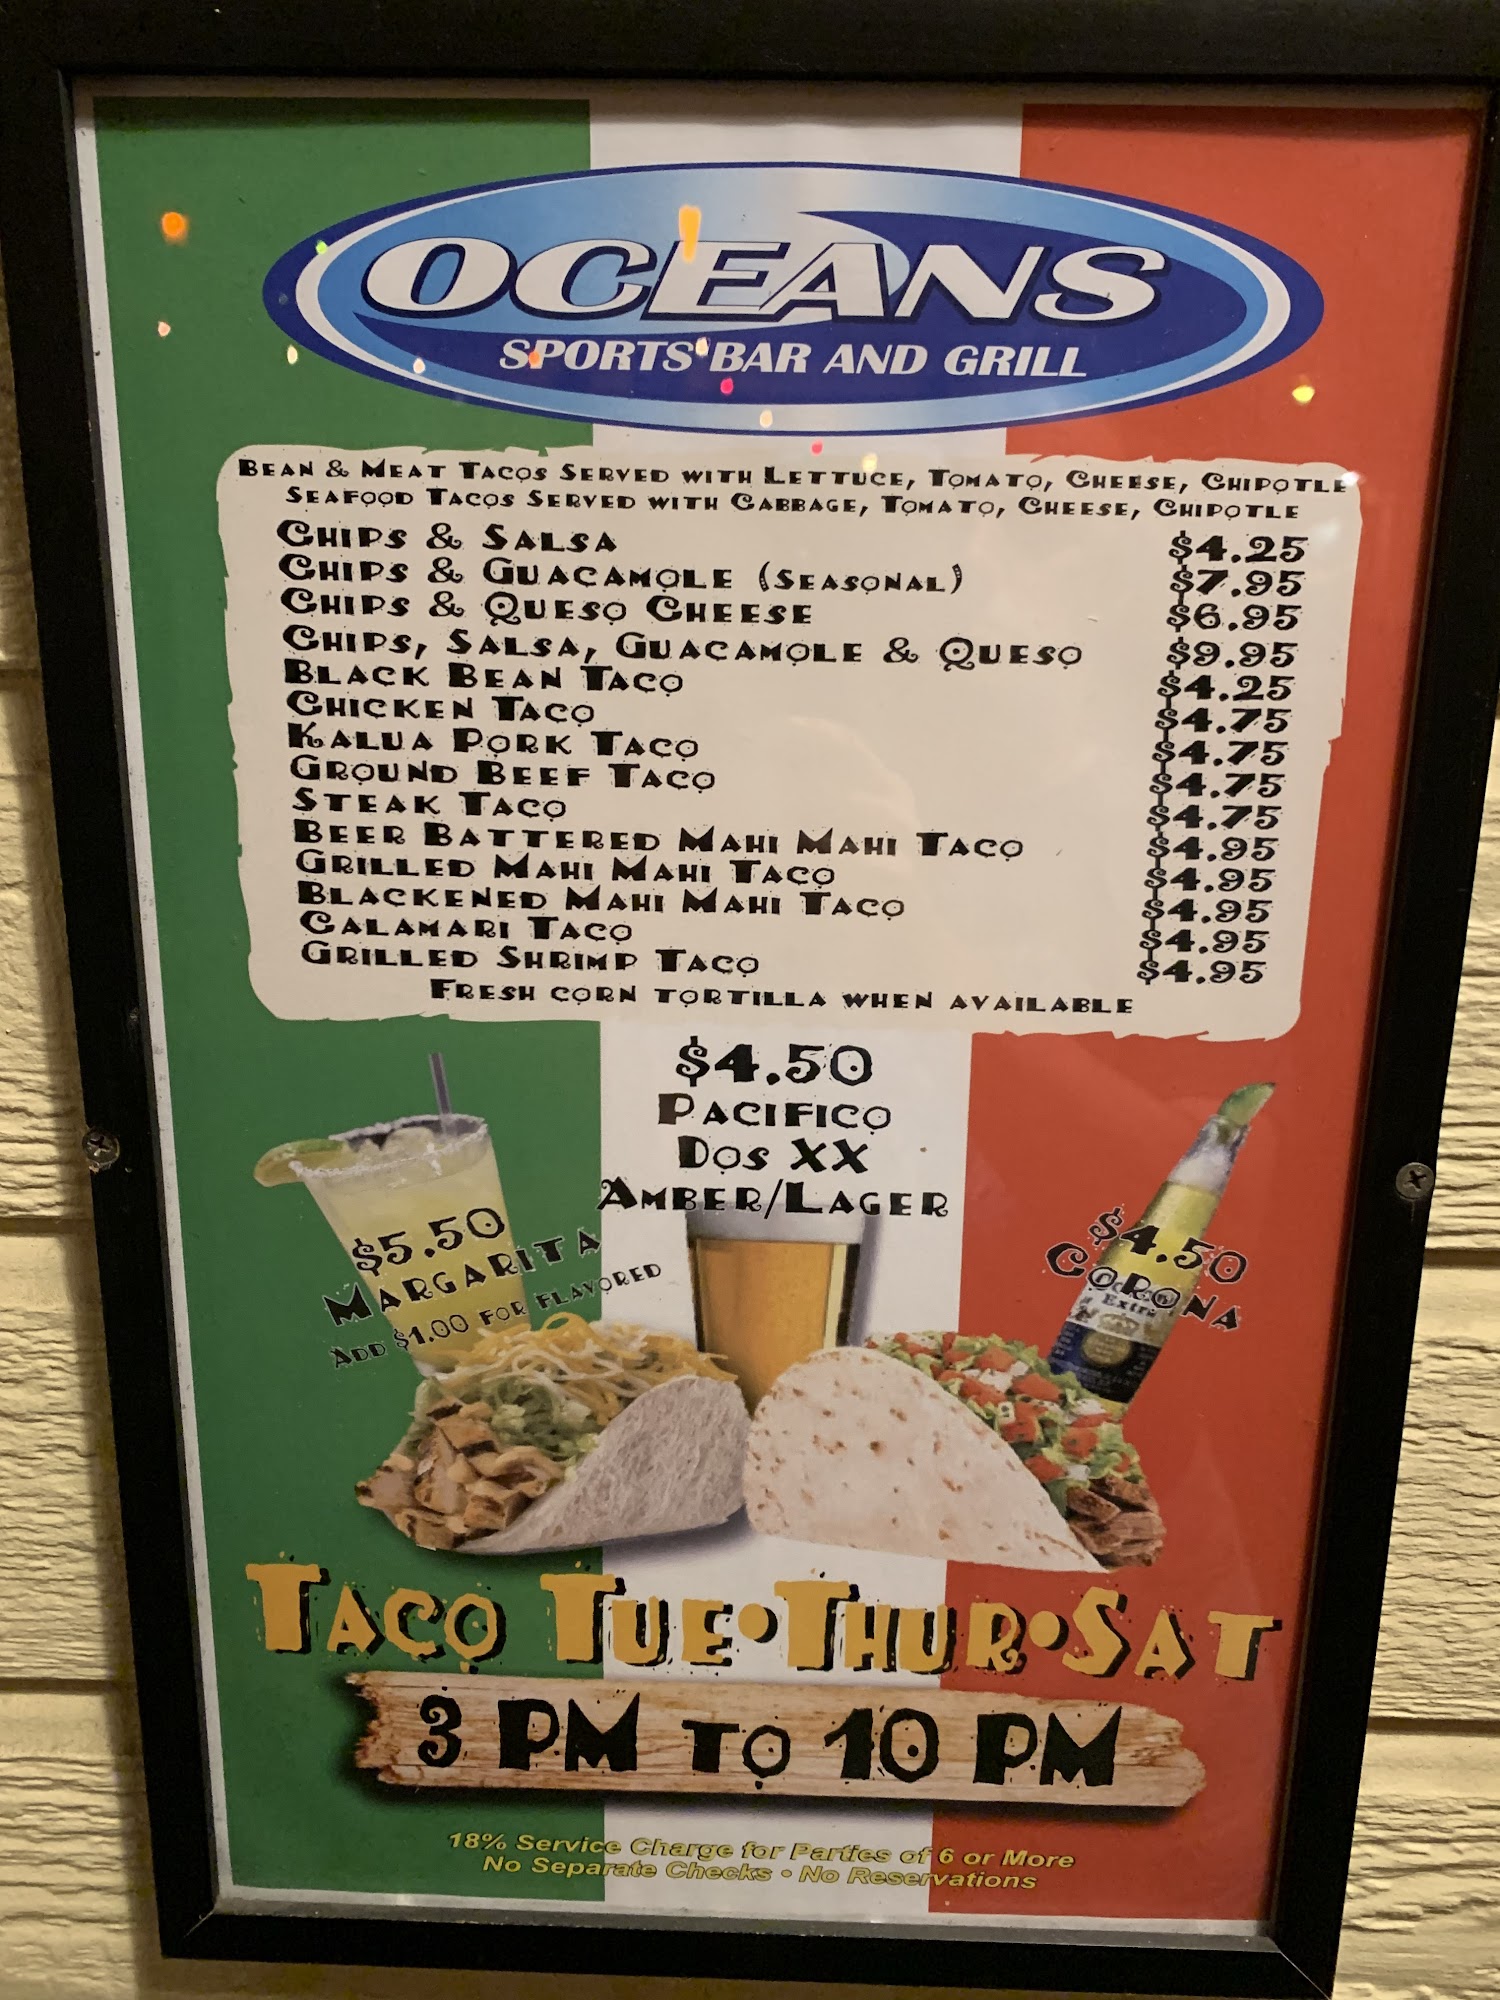 OCEANS
SPORTS BAR AND GRILL
BEAN & MEAT TACOS SERVED WITH LETTUCE, TOMATO, CHEESE, CHIPOTLE
SEAFOOD TACOS SERVED WITH CABBAGE, TOMATO, CHEESE, CHIPOTLE
CHIPS & SALSA $4.25
CHIPS & GUACAMOLE (SEASONAL) $7.95
CHIPS & QUESO CHEESE $6.95
CHIPS, SALSA, GUACAMOLE & QUESO $9.95
BLACK BEAN TACO $4.25
CHICKEN TACO $4.75
KALUA PORK TACO $4.75
GROUND BEEF TACO $4.75
STEAK TACO $4.75
BEER BATTERED MAHI MAHI TACO $4.95
GRILLED MAHI MAHI TACO $4.95
BLACKENED MAHI MAHI TACO $4.95
CALAMARI TACO $4.95
GRILLED SHRIMP TACO $4.95
FRESH CORN TORTILLA WHEN AVAILABLE
$4.50
PACIFICO
DOS XX
AMBER/LAGER
$5.50
MARGARITA
ADD $1.00 FOR FLAVORED
$4.50
CORONA
Extra
TACO TUE•THUR•SAT
3 PM TO 10 PM
18% Service Charge for Parties of 6 or More
No Separate Checks • No Reservations